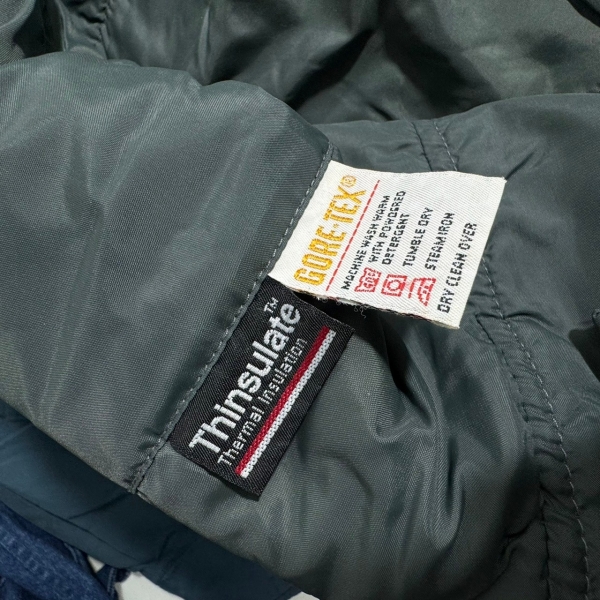 GORE-TEX®
MACHINE WASH WARM
WITH POWDERED
DETERGENT
TUMBLE DRY
STEAM IRON
DRY CLEAN OVER
Thinsulate™
Thermal Insulation